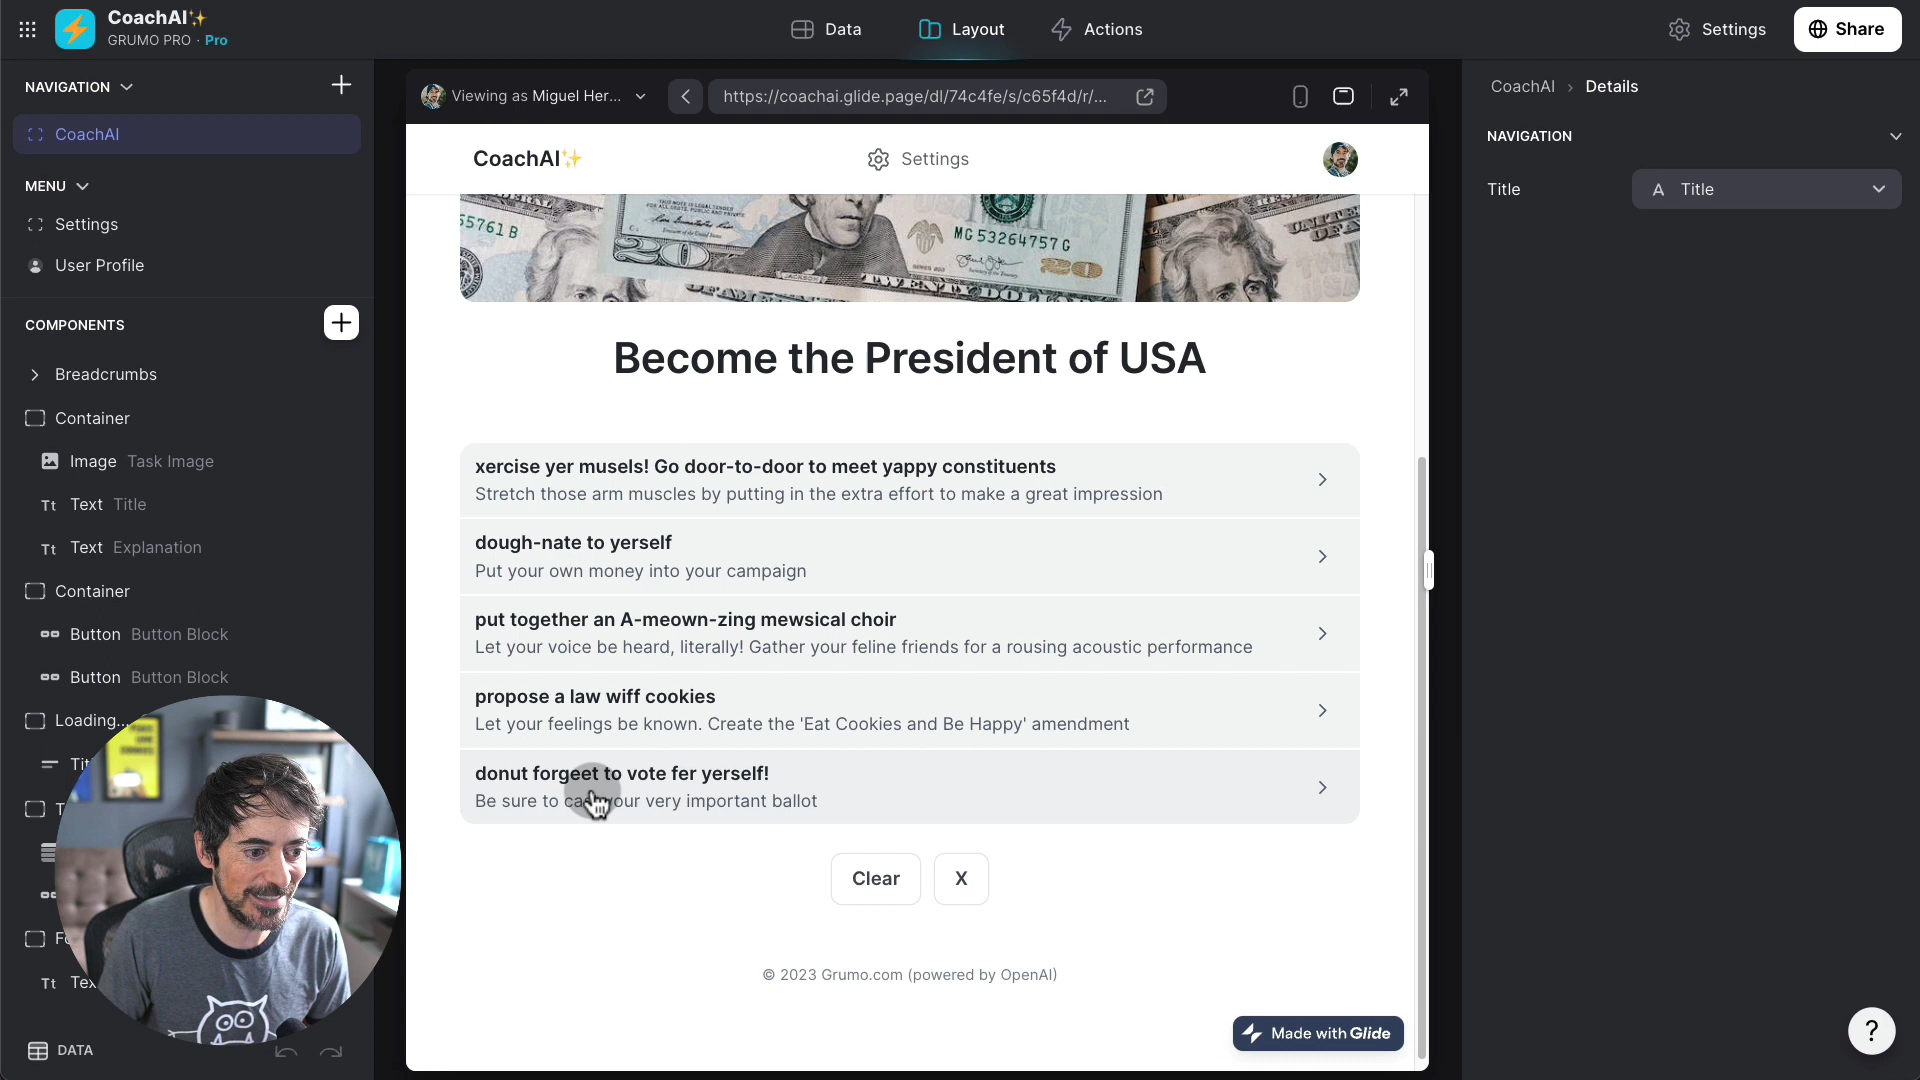 CoachAI✨
GRUMO PRO · Pro
Data
Layout
Actions
Settings
Share
NAVIGATION
CoachAI
MENU
Settings
User Profile
COMPONENTS
Breadcrumbs
Container
Image Task Image
Text Title
Text Explanation
Container
Button Button Block
Button Button Block
Loading...
DATA
Viewing as Miguel Her...
https://coachai.glide.page/dl/74c4fe/s/c65f4d/r/...
CoachAI✨
Settings
MG 53264757 G
20
TWENTY DOLLAR
20
Become the President of USA
xercise yer musels! Go door-to-door to meet yappy constituents
Stretch those arm muscles by putting in the extra effort to make a great impression
dough-nate to yerself
Put your own money into your campaign
put together an A-meown-zing mewsical choir
Let your voice be heard, literally! Gather your feline friends for a rousing acoustic performance
propose a law wiff cookies
Let your feelings be known. Create the 'Eat Cookies and Be Happy' amendment
donut forgeet to vote fer yerself!
Be sure to your very important ballot
Clear
X
© 2023 Grumo.com (powered by OpenAI)
Made with Glide
CoachAI > Details
NAVIGATION
Title
Title
?